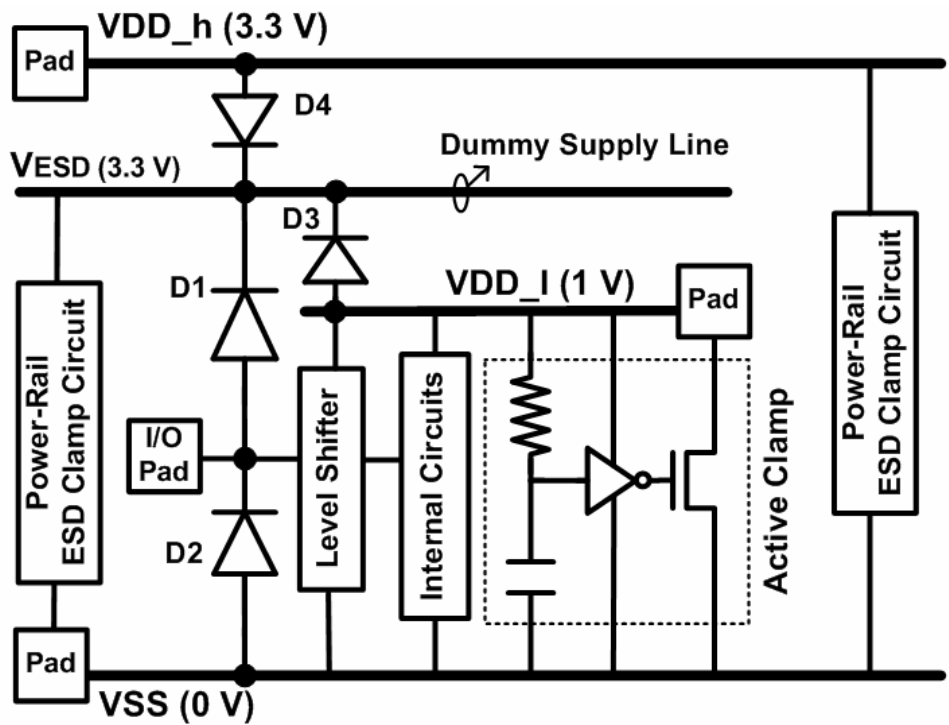 VDD_h (3.3 V)
Pad
D4
VESD (3.3 V)
Dummy Supply Line
D3
D1
VDD_l (1 V)
Pad
Power-Rail
ESD Clamp Circuit
I/O
Pad
Level Shifter
Internal Circuits
Active Clamp
Power-Rail
ESD Clamp Circuit
D2
Pad
VSS (0 V)